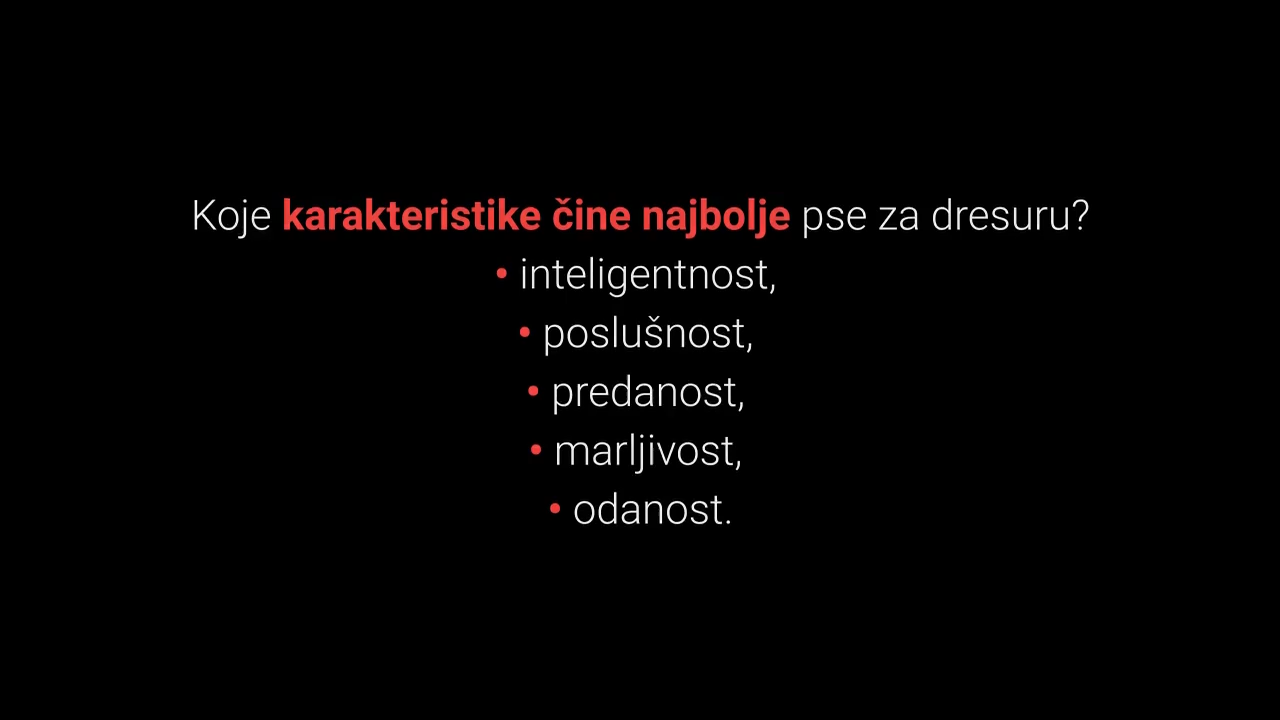 Koje karakteristike čine najbolje pse za dresuru?
• inteligentnost,
• poslušnost,
• predanost,
• marljivost,
• odanost.